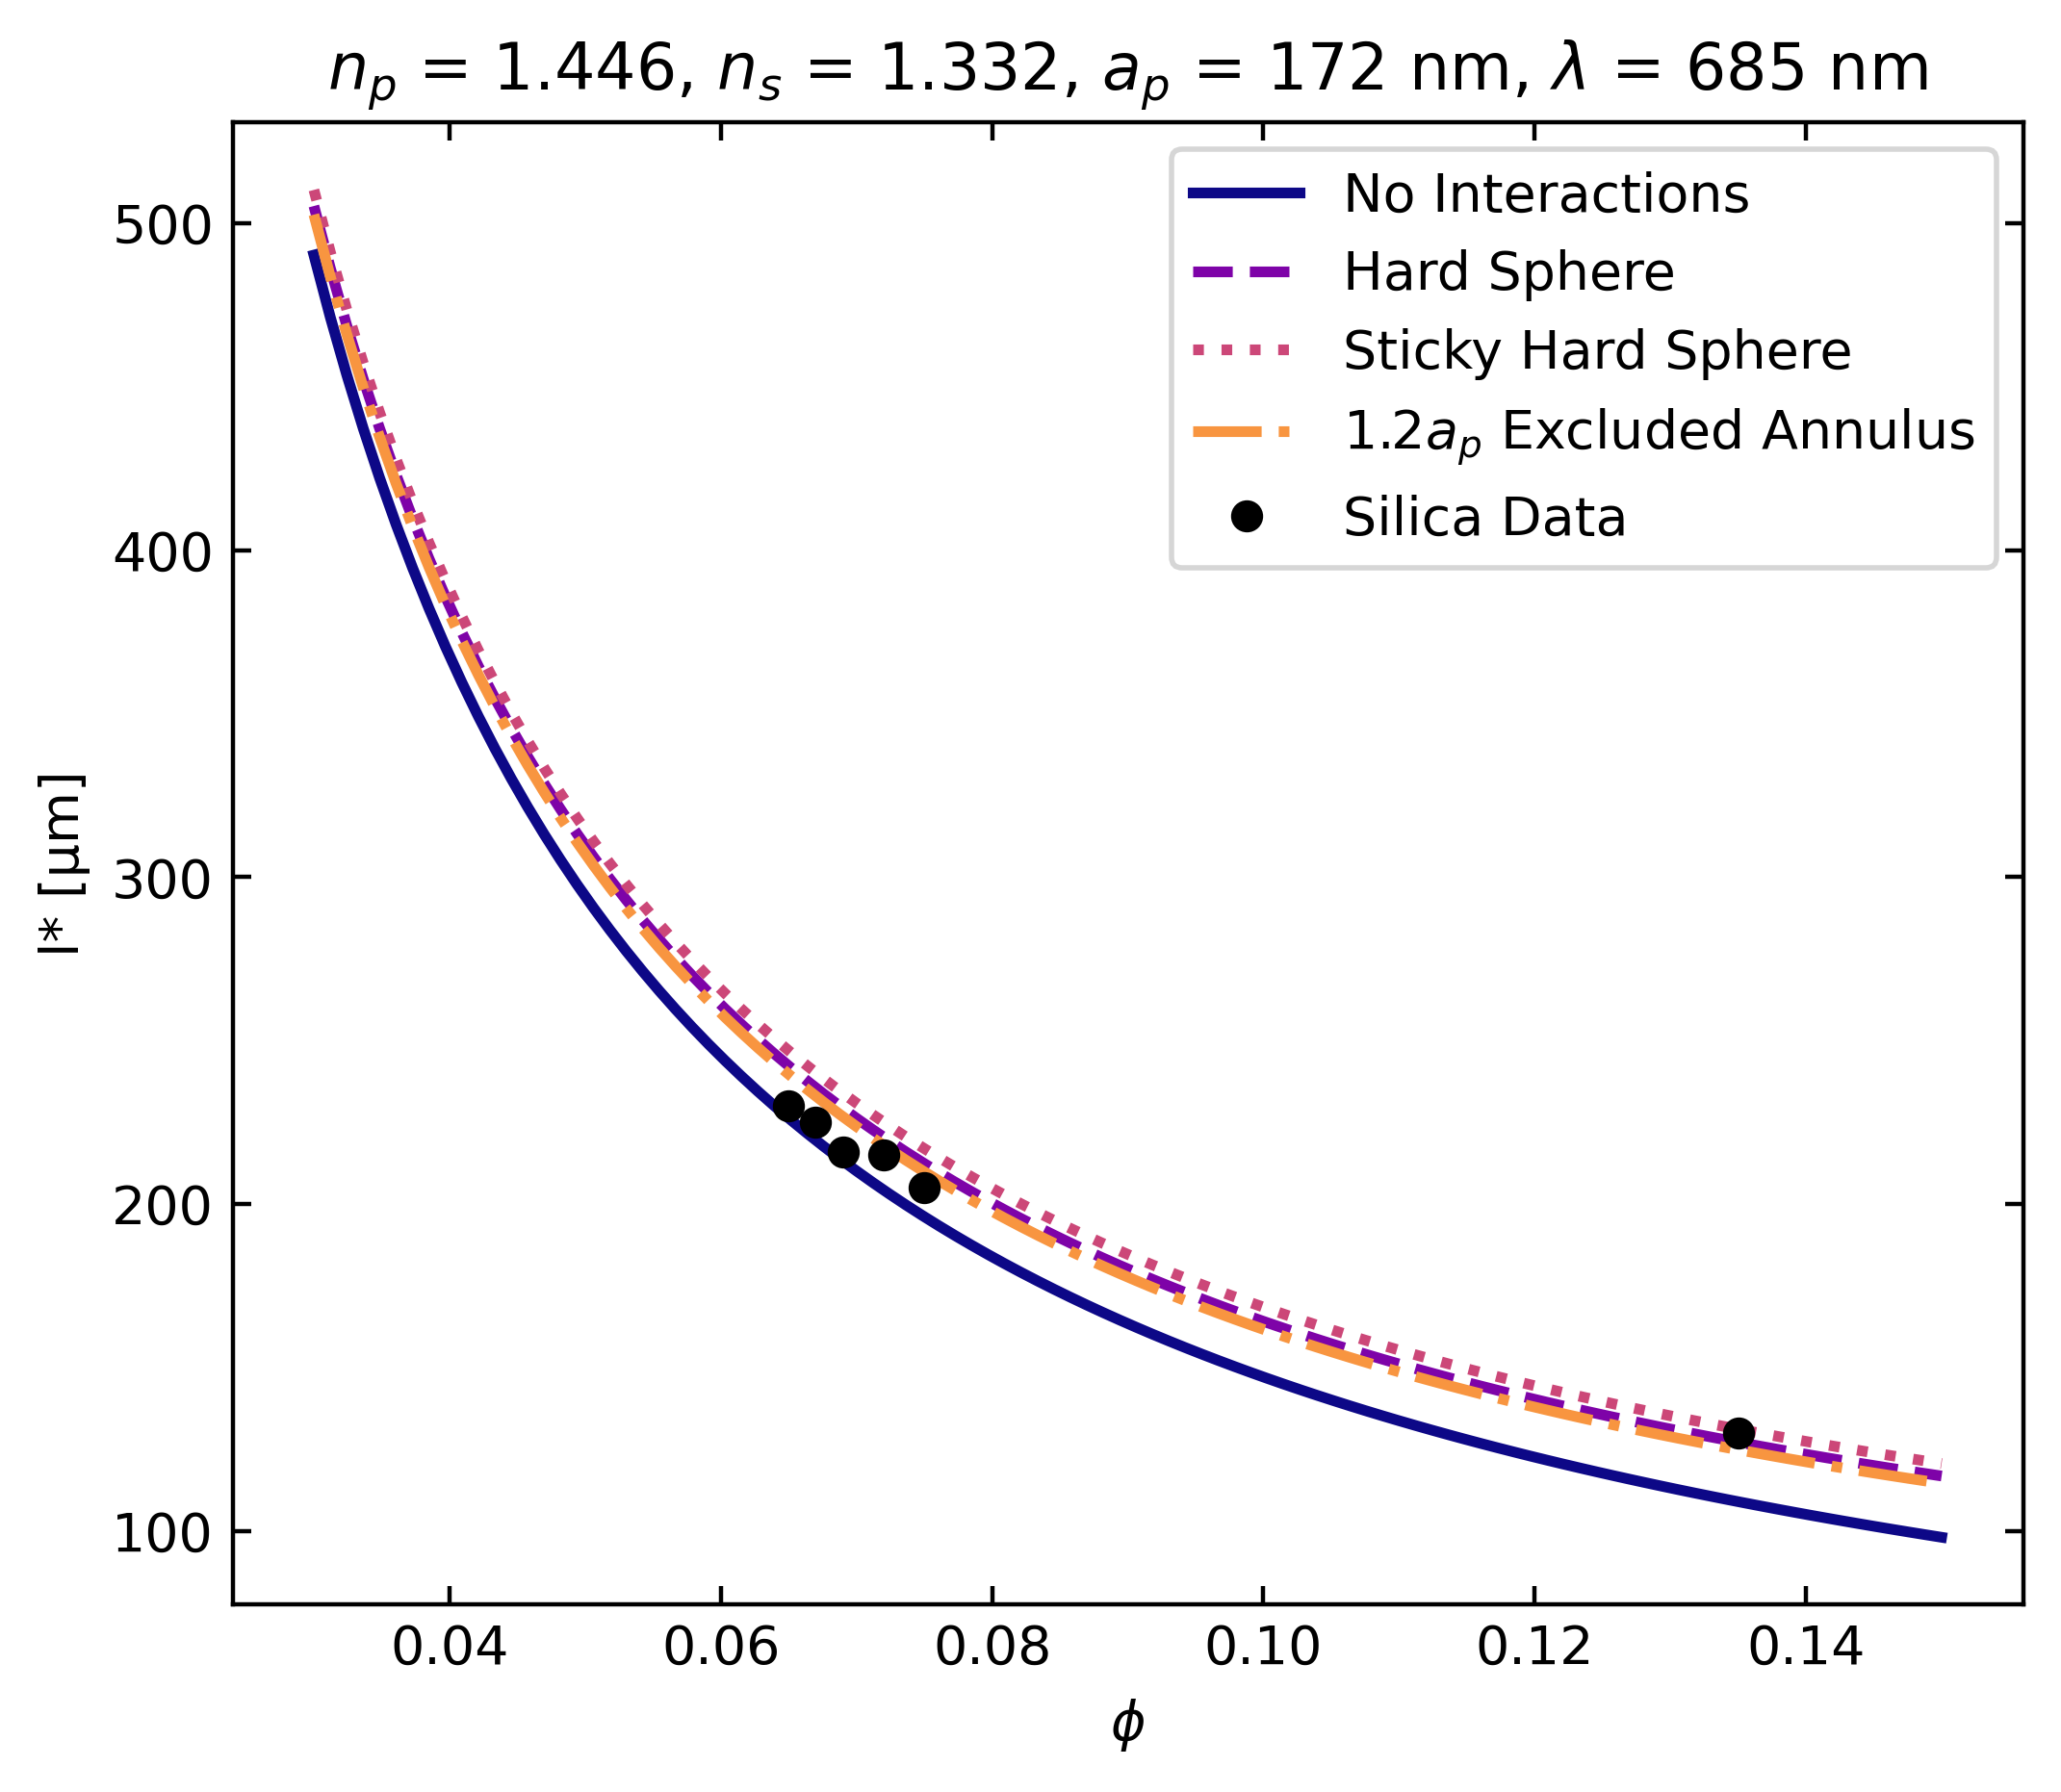 n_p = 1.446, n_s = 1.332, a_p = 172 nm, λ = 685 nm
No Interactions
Hard Sphere
Sticky Hard Sphere
1.2a_p Excluded Annulus
Silica Data
500
400
300
200
100
l* [µm]
0.04 0.06 0.08 0.10 0.12 0.14
ϕ